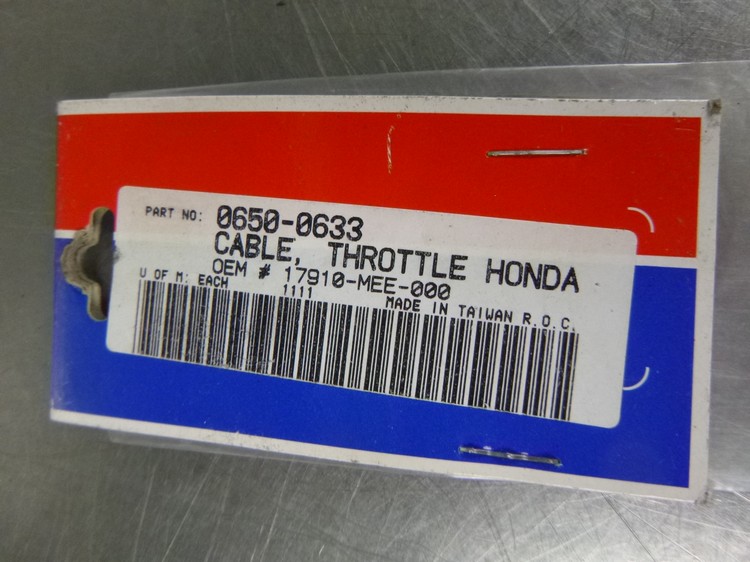 PART NO: 0650-0633
CABLE, THROTTLE HONDA
OEM # 17910-MEE-000
U OF M: EACH 1111 MADE IN TAIWAN R.O.C.